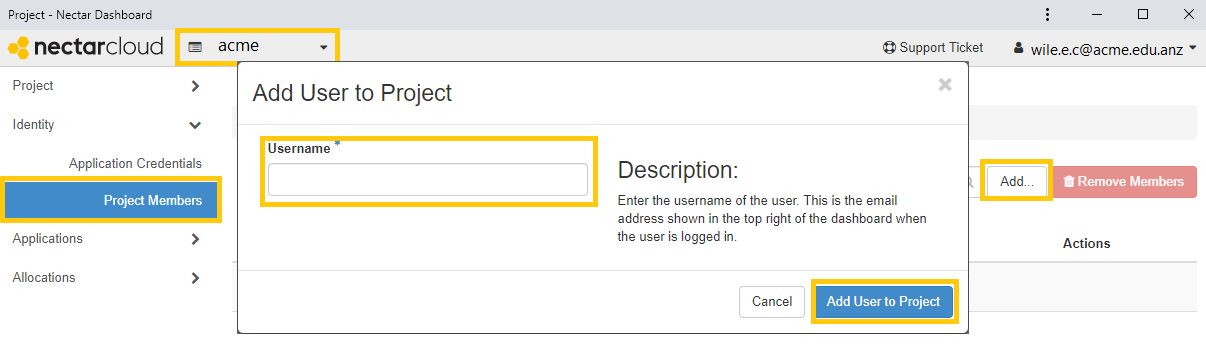 Project - Nectar Dashboard
nectarcloud
acme
Support Ticket
wile.e.c@acme.edu.anz
Project
Identity
Application Credentials
Project Members
Applications
Allocations
Add User to Project
Username *
Description:
Enter the username of the user. This is the email
address shown in the top right of the dashboard when
the user is logged in.
Cancel
Add User to Project
Add...
Remove Members
Actions